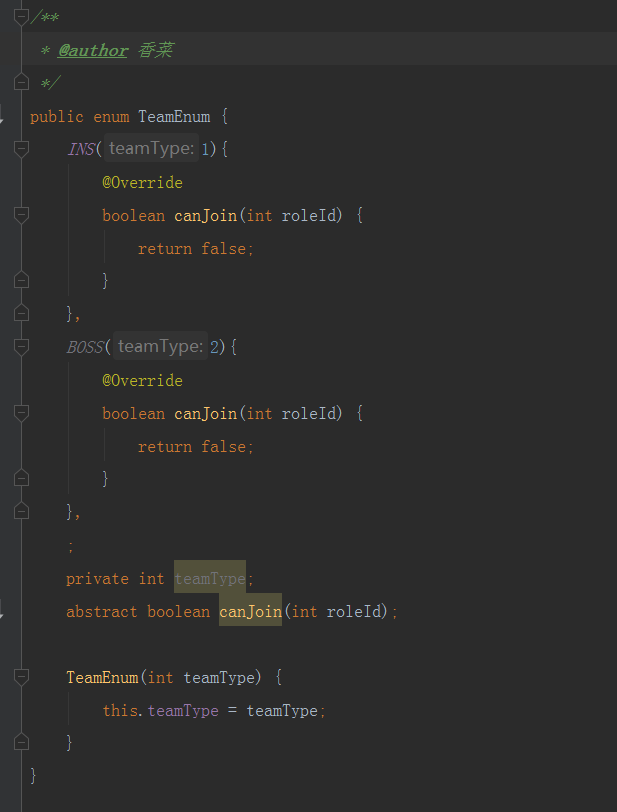 /**
 * @author 香菜
 */
public enum TeamEnum {
    INS( teamType: 1){
        @Override
        boolean canJoin(int roleId) {
            return false;
        }
    },
    BOSS( teamType: 2){
        @Override
        boolean canJoin(int roleId) {
            return false;
        }
    },
    ;
    private int teamType;
    abstract boolean canJoin(int roleId);
    TeamEnum(int teamType) {
        this.teamType = teamType;
    }
}